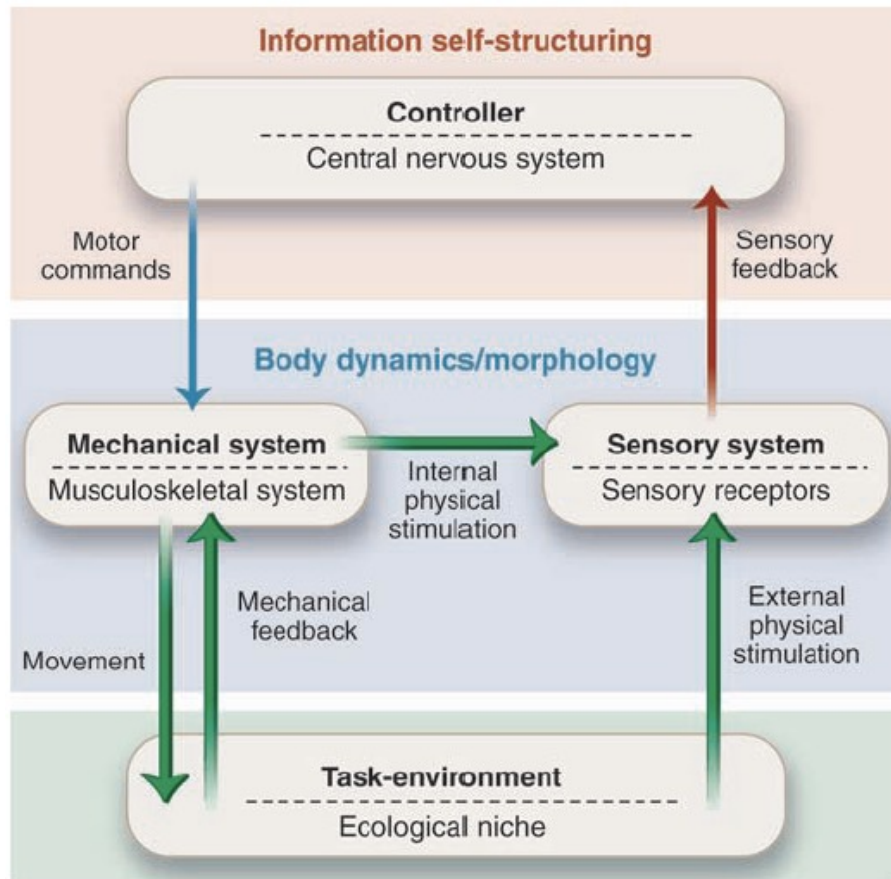 Information self-structuring
Controller
Central nervous system
Motor
commands
Sensory
feedback
Body dynamics/morphology
Mechanical system
Musculoskeletal system
Internal
physical
stimulation
Sensory system
Sensory receptors
Movement
Mechanical
feedback
External
physical
stimulation
Task-environment
Ecological niche